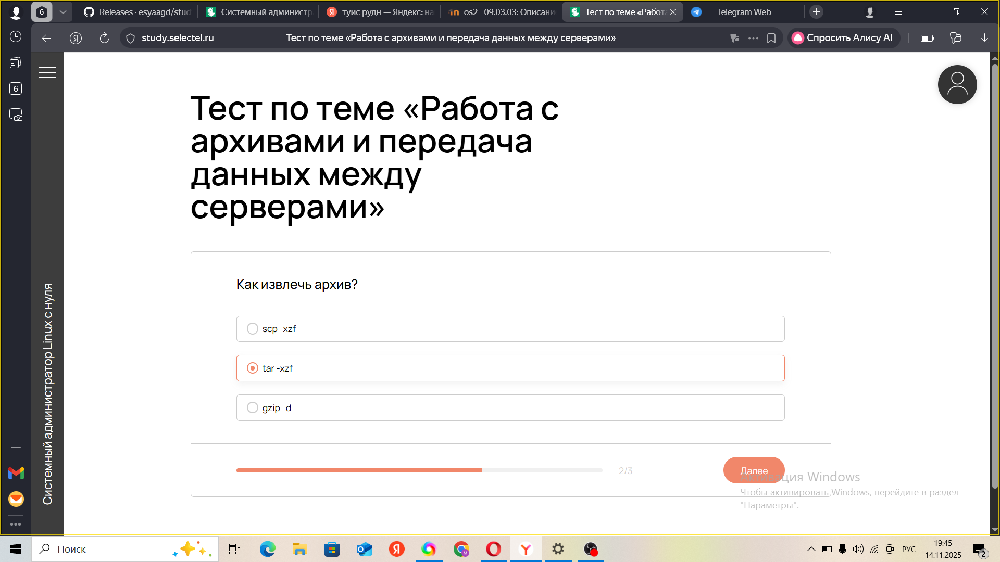 6
Releases · esyaagd/stud
Системный администр
туис рудн — Яндекс: на
os2__09.03.03: Описани
Тест по теме «Работа
Telegram Web
study.selectel.ru
Тест по теме «Работа с архивами и передача данных между серверами»
Спросить Алису AI
6
Системный администратор Linux с нуля
Тест по теме «Работа с
архивами и передача
данных между
серверами»
Как извлечь архив?
scp -xzf
tar -xzf
gzip -d
2/3
Далее
Активация Windows
Чтобы активировать Windows, перейдите в раздел
"Параметры".
Поиск
РУС
19:45
14.11.2025
2